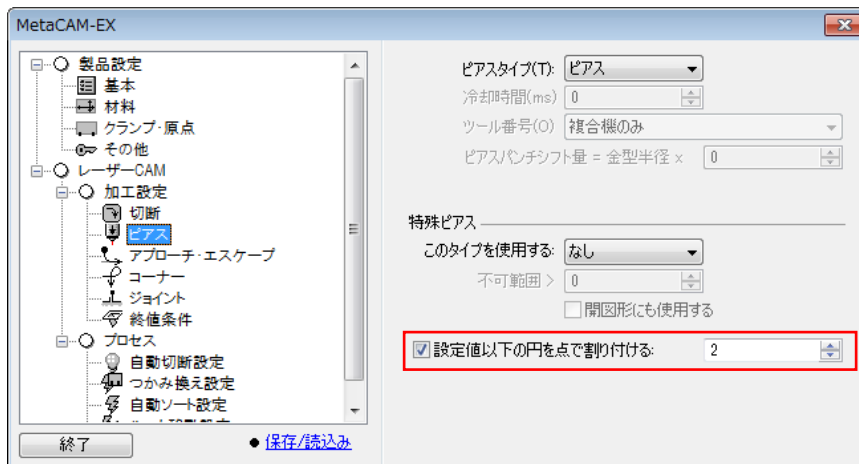 MetaCAM-EX
製品設定
基本
材料
クランプ・原点
その他
レーザーCAM
加工設定
切断
ピアス
アプローチ・エスケープ
コーナー
ジョイント
終値条件
プロセス
自動切断設定
つかみ換え設定
自動ソート設定
終了
● 保存/読込み
ピアスタイプ(T): ピアス
冷却時間(ms) 0
ツール番号(O) 複合機のみ
ピアスパンチシフト量 = 金型半径 x 0
特殊ピアス
このタイプを使用する: なし
不可範囲 > 0
開図形にも使用する
設定値以下の円を点で割り付ける: 2